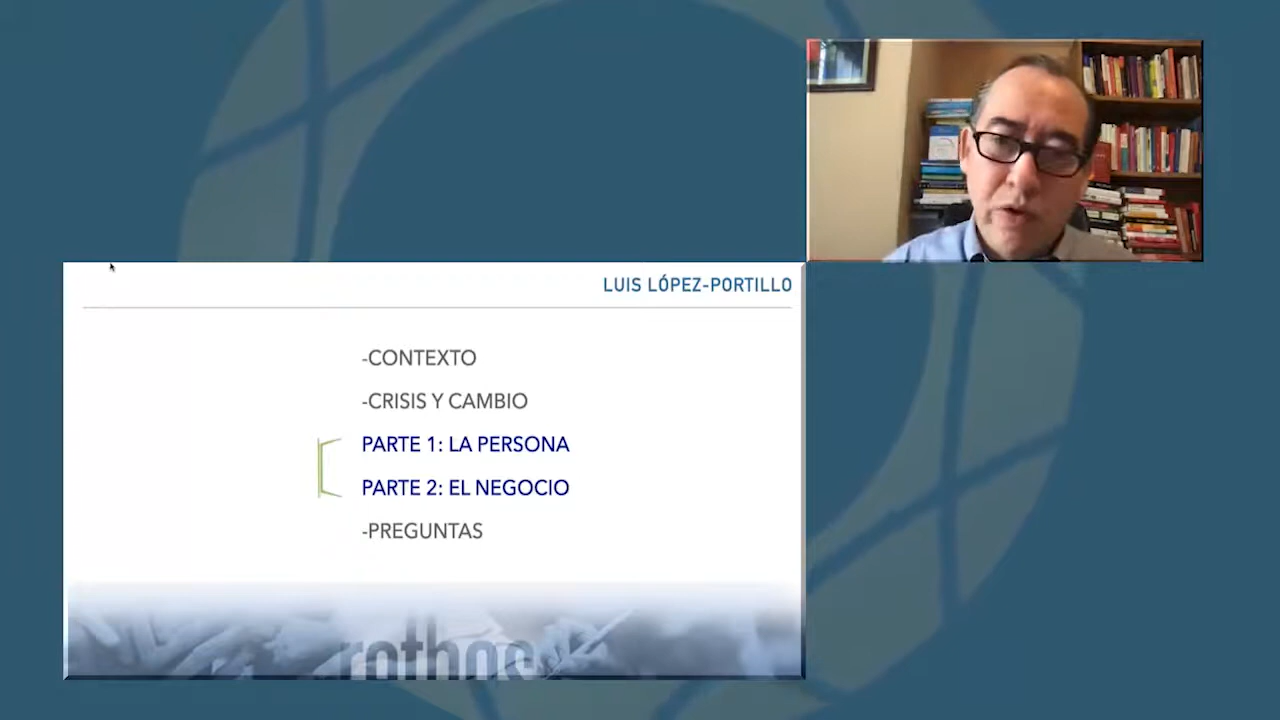 LUIS LÓPEZ-PORTILLO
-CONTEXTO
-CRISIS Y CAMBIO
PARTE 1: LA PERSONA
PARTE 2: EL NEGOCIO
-PREGUNTAS